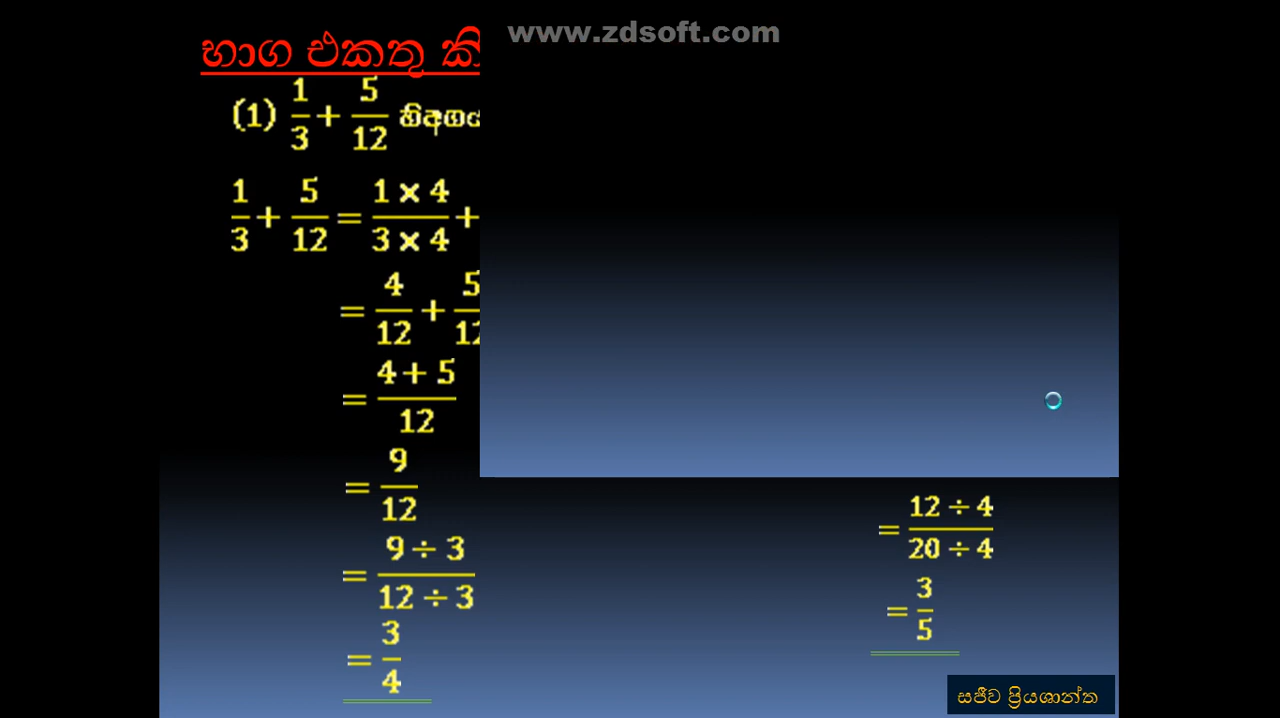 www.zdsoft.com
භාග එකතු කි
(1) 1/3 + 5/12
1/3 + 5/12 = (1 × 4)/(3 × 4) +
= 4/12 + 5/12
= (4 + 5)/12
= 9/12
= (9 ÷ 3)/(12 ÷ 3)
= 3/4
= (12 ÷ 4)/(20 ÷ 4)
= 3/5
සජීව ප්‍රියශාන්ත